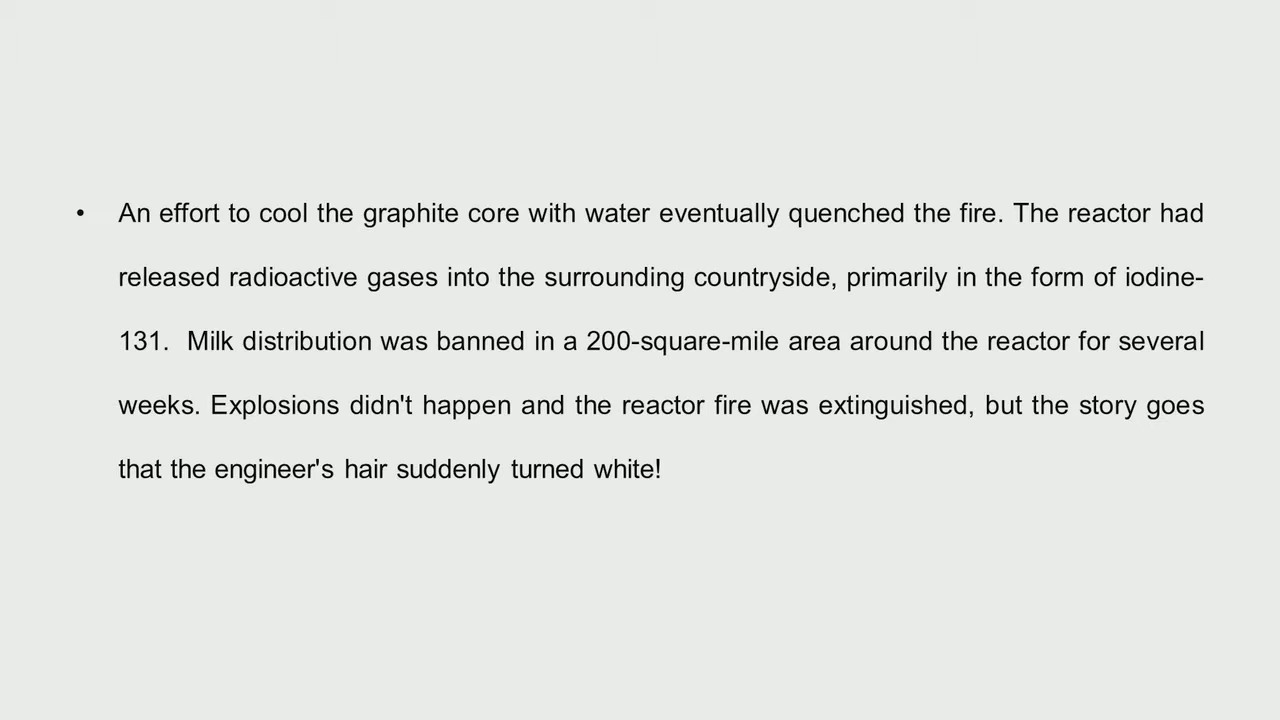 • An effort to cool the graphite core with water eventually quenched the fire. The reactor had
released radioactive gases into the surrounding countryside, primarily in the form of iodine-
131. Milk distribution was banned in a 200-square-mile area around the reactor for several
weeks. Explosions didn't happen and the reactor fire was extinguished, but the story goes
that the engineer's hair suddenly turned white!